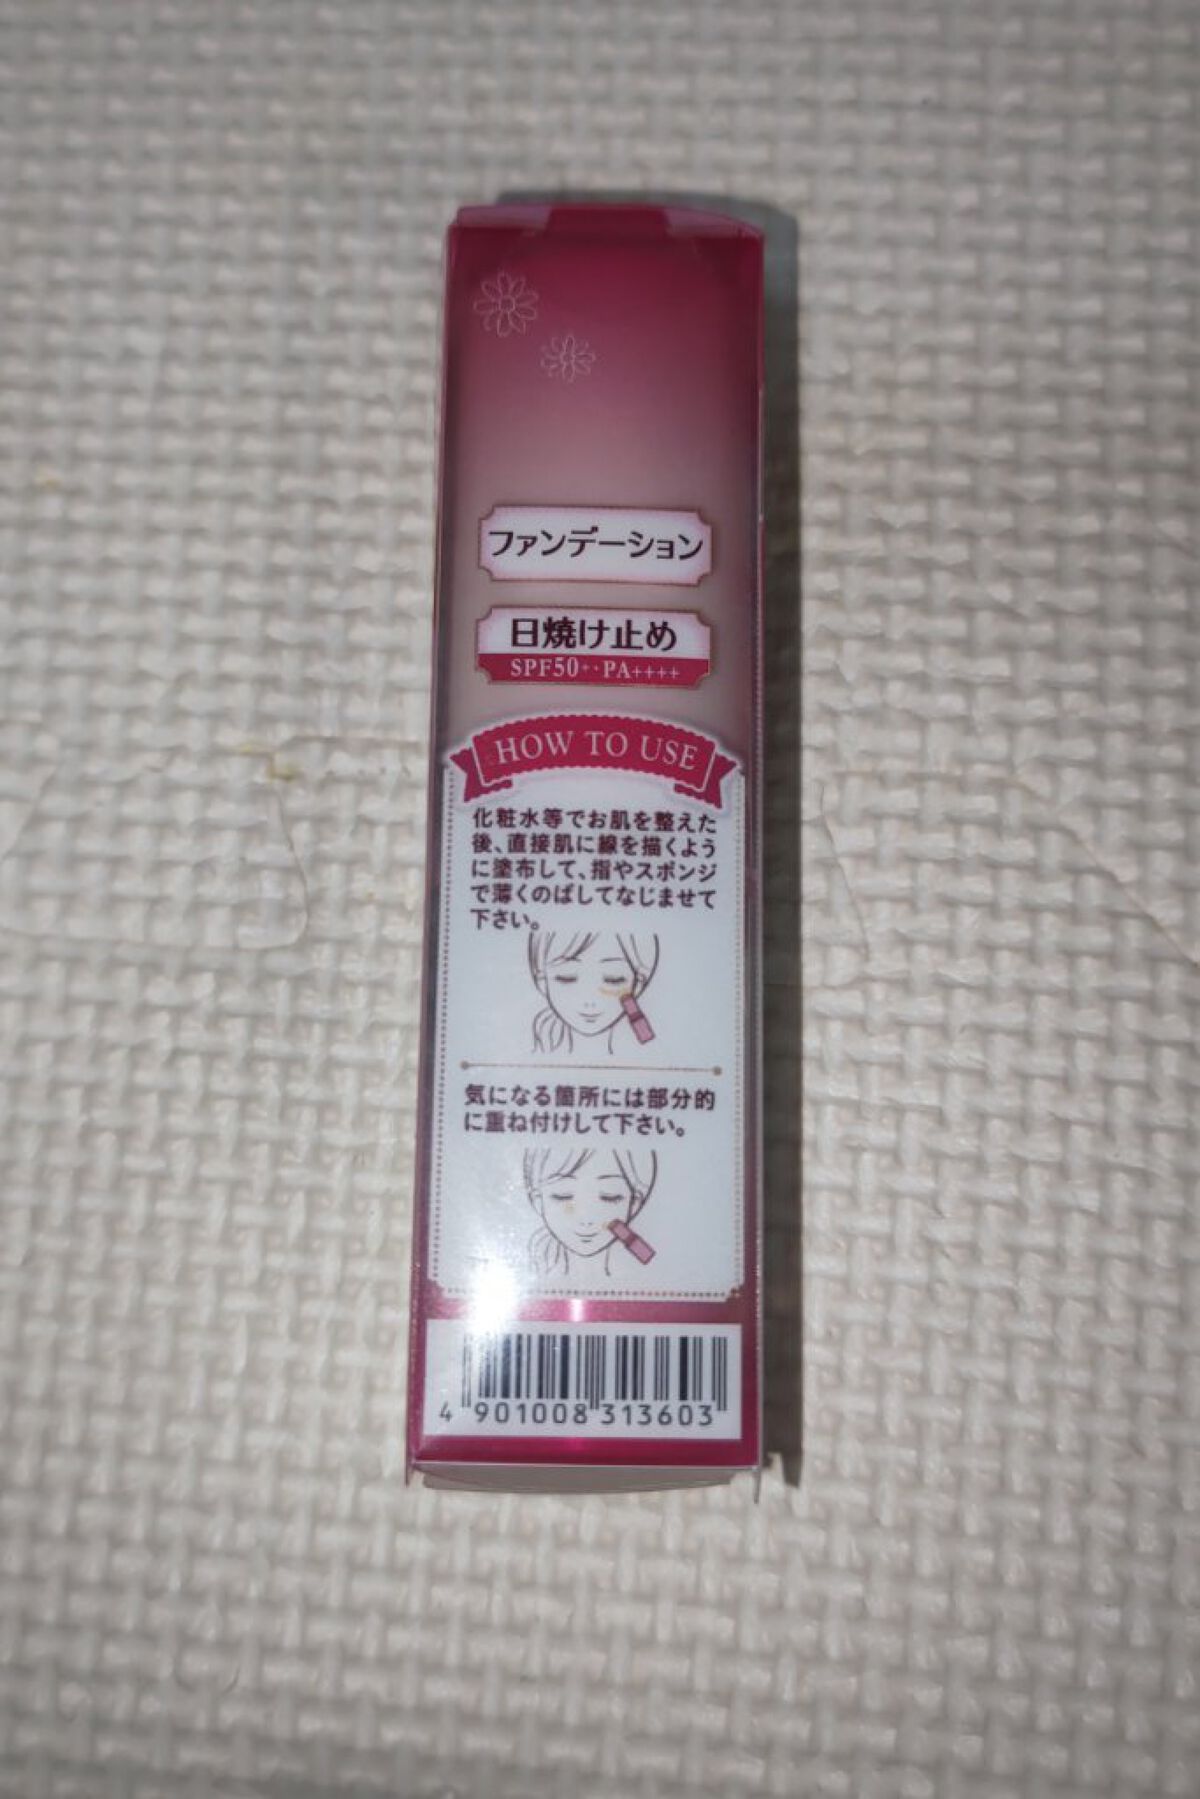 ファンデーション
日焼け止め
SPF50+・PA++++
HOW TO USE
化粧水等でお肌を整えた
後、直接肌に線を描くよう
に塗布して、指やスポンジ
で薄くのばしてなじませて
下さい。
気になる箇所には部分的
に重ね付けして下さい。
4 901008 313603